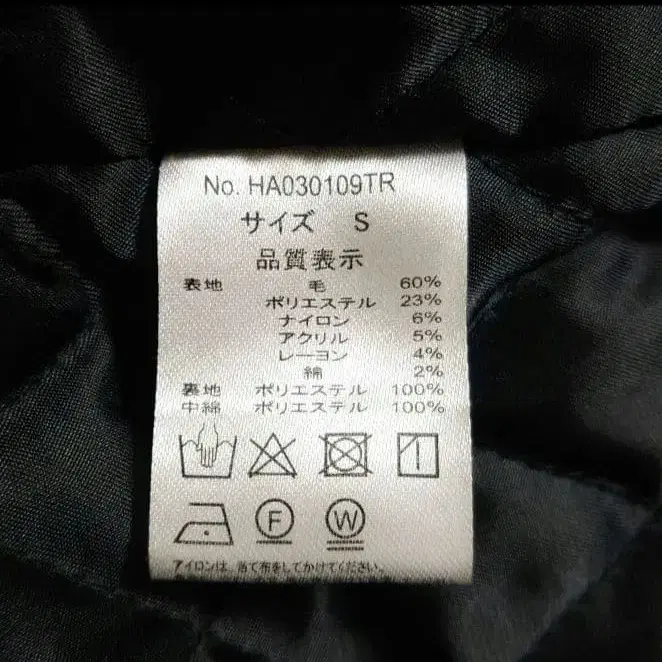 No. HA030109TR
サイズ S
品質表示
表地 毛 60%
ポリエステル 23%
ナイロン 6%
アクリル 5%
レーヨン 4%
綿 2%
裏地 ポリエステル 100%
中綿 ポリエステル 100%
F
W
アイロンは、当て布をしてかけてください。